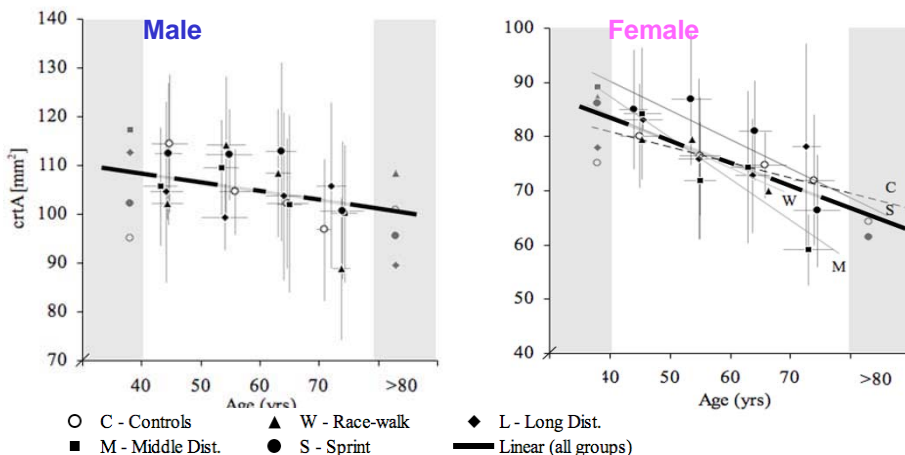 Male
crtA [mm²]
140
130
120
110
100
90
80
70
40
50
60
70
>80
Age (yrs)
Female
100
90
80
70
60
50
40
C
S
W
M
40
50
60
70
>80
Age (yrs)
C - Controls
W - Race-walk
L - Long Dist.
M - Middle Dist.
S - Sprint
Linear (all groups)